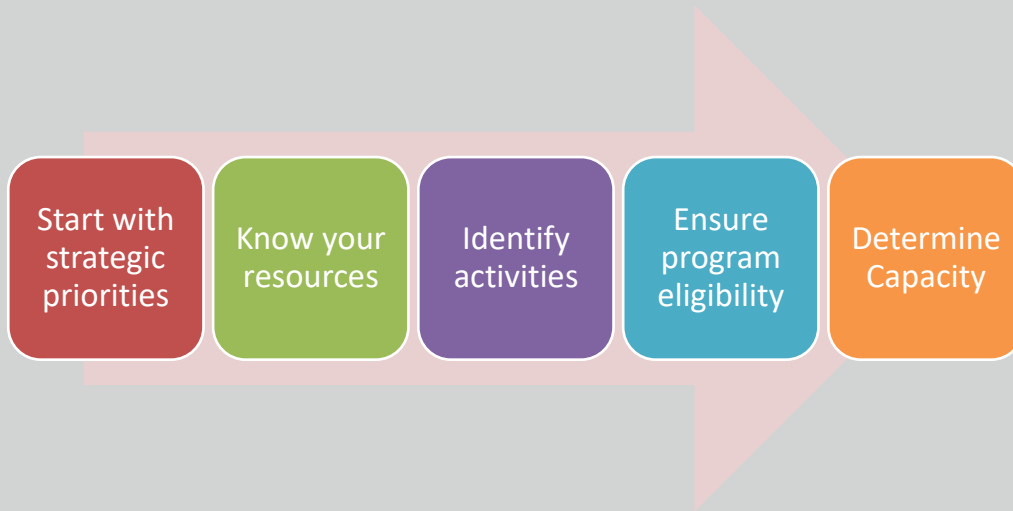 Start with
strategic
priorities
Know your
resources
Identify
activities
Ensure
program
eligibility
Determine
Capacity